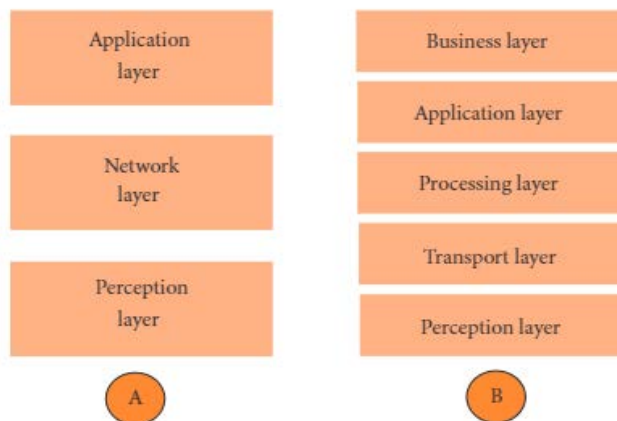 Application
layer
Network
layer
Perception
layer
A
Business layer
Application layer
Processing layer
Transport layer
Perception layer
B